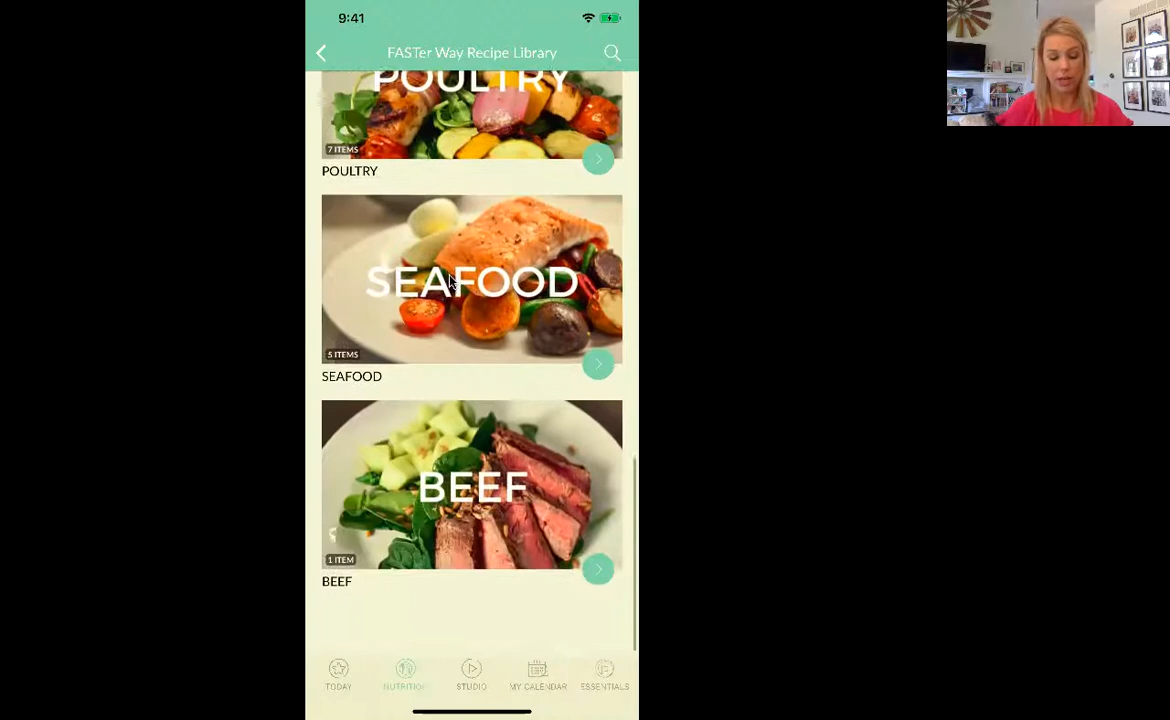 9:41
FASTer Way Recipe Library
POULTRY
7 ITEMS
POULTRY
SEAFOOD
5 ITEMS
SEAFOOD
BEEF
1 ITEM
BEEF
TODAY
NUTRITION
STUDIO
MY CALENDAR
ESSENTIALS